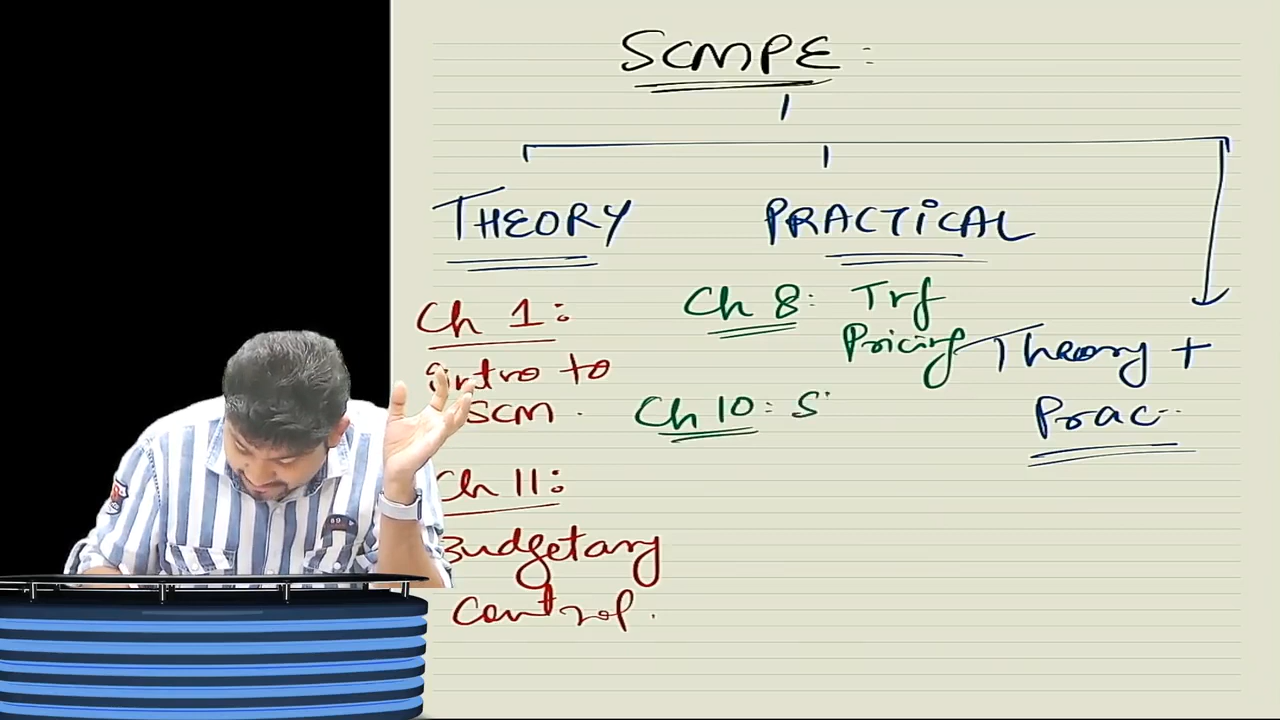 SCMPE :
THEORY
PRACTICAL
Theory +
Prac..
Ch 1:
intro to
SCM .
Ch 11:
Budgetary
Control .
Ch 8: Trf
Pricing
Ch 10: S